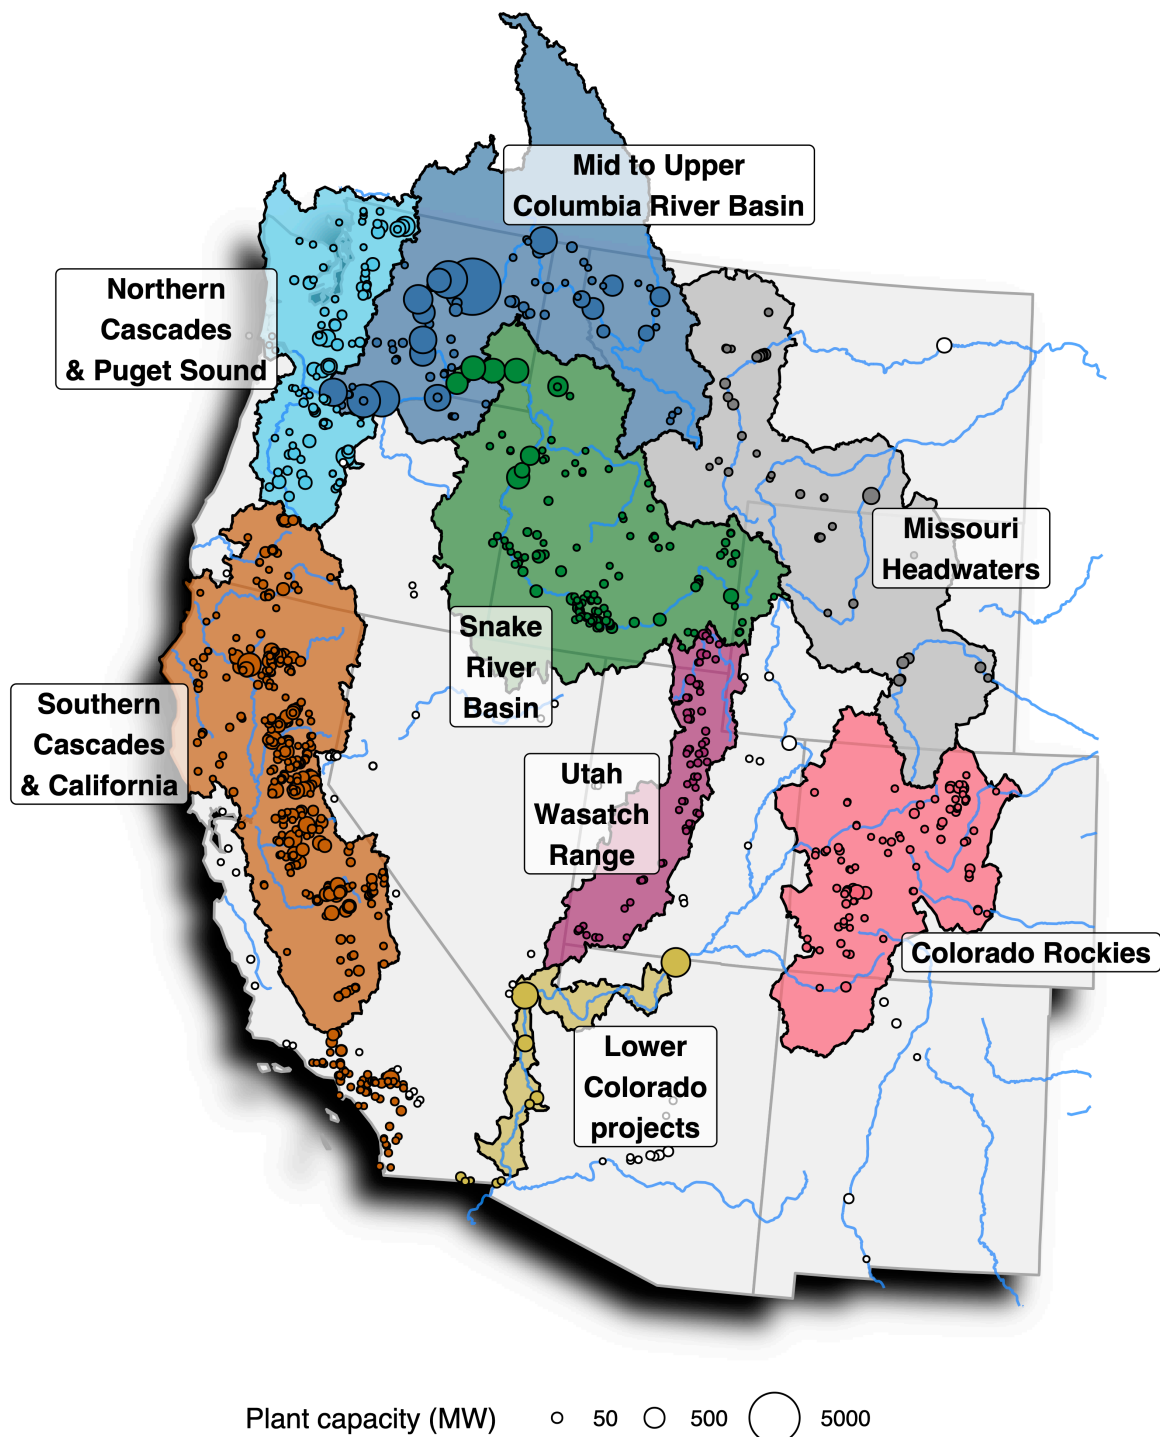 Mid to Upper
Columbia River Basin
Northern
Cascades
& Puget Sound
Missouri
Headwaters
Snake
River
Basin
Southern
Cascades
& California
Utah
Wasatch
Range
Colorado Rockies
Lower
Colorado
projects
Plant capacity (MW) 50 500 5000